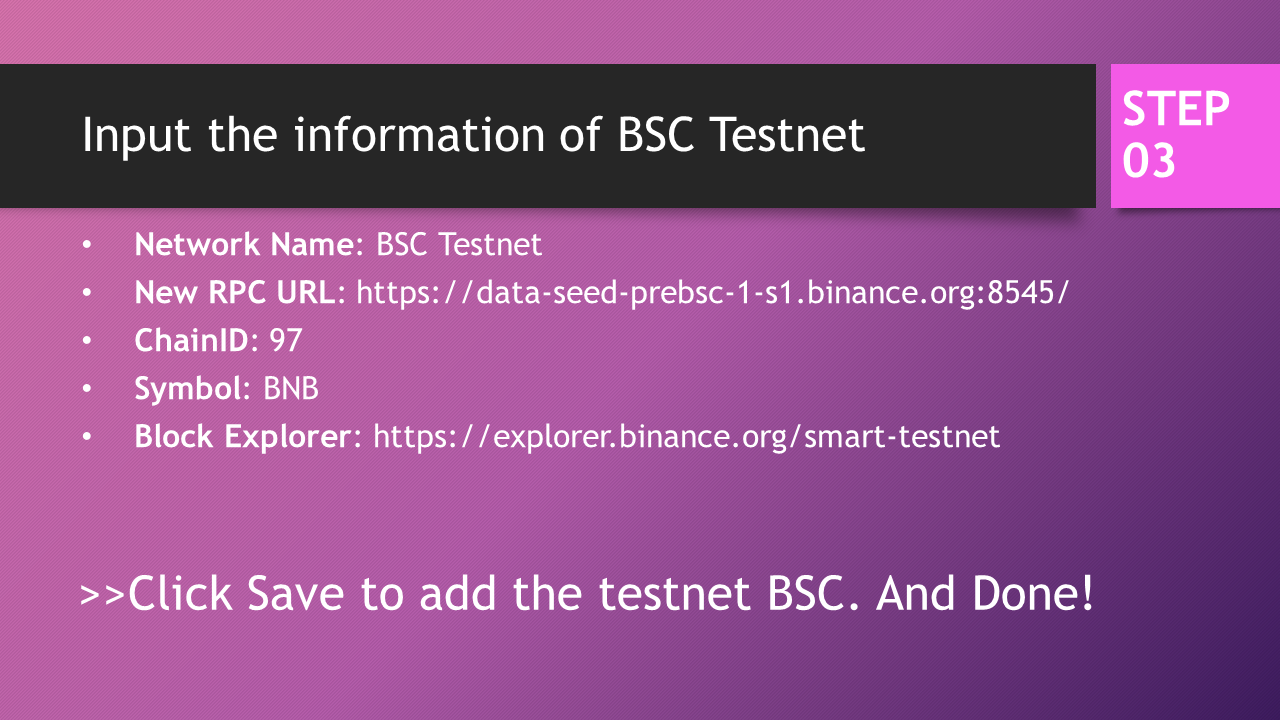 Input the information of BSC Testnet
STEP
03
• Network Name: BSC Testnet
• New RPC URL: https://data-seed-prebsc-1-s1.binance.org:8545/
• ChainID: 97
• Symbol: BNB
• Block Explorer: https://explorer.binance.org/smart-testnet
>>Click Save to add the testnet BSC. And Done!